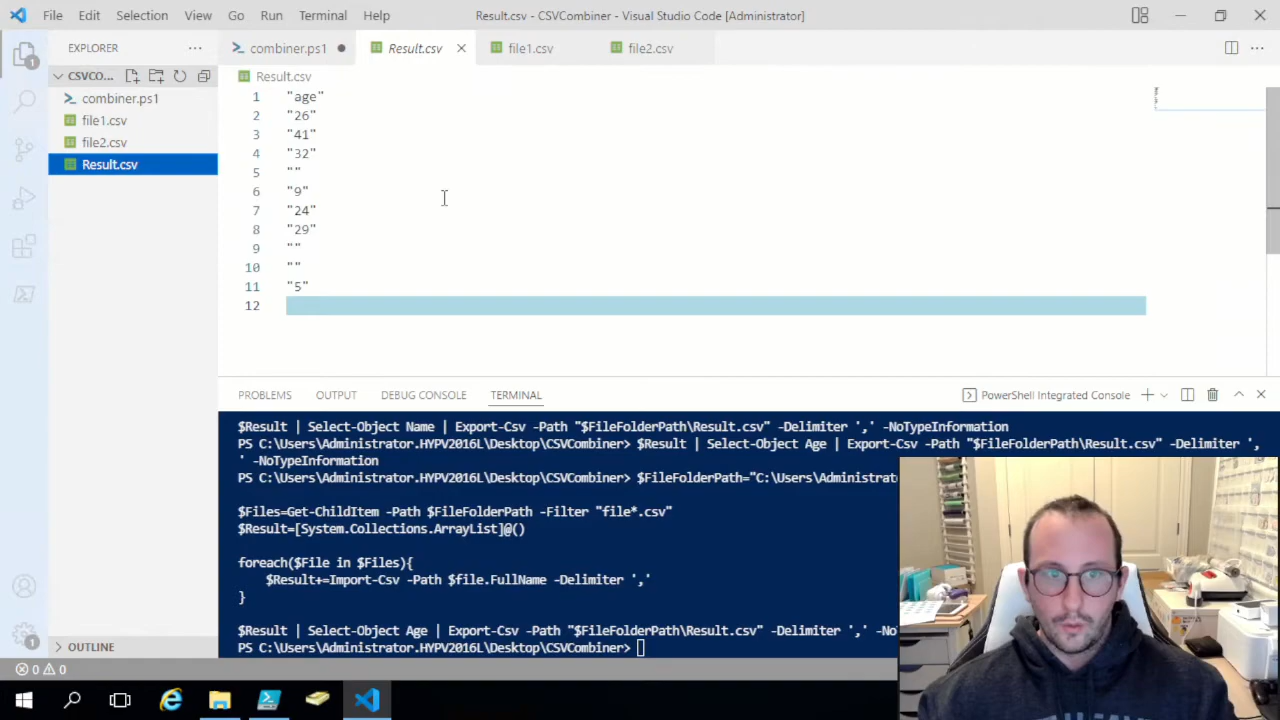 File Edit Selection View Go Run Terminal Help
Result.csv - CSVCombiner - Visual Studio Code [Administrator]
EXPLORER
combiner.ps1
Result.csv
file1.csv
file2.csv
CSVCO...
Result.csv
combiner.ps1
file1.csv
file2.csv
Result.csv
1 "age"
2 "26"
3 "41"
4 "32"
5 ""
6 "9"
7 "24"
8 "29"
9 ""
10 ""
11 "5"
12
PROBLEMS OUTPUT DEBUG CONSOLE TERMINAL
PowerShell Integrated Console
$Result | Select-Object Name | Export-Csv -Path "$FileFolderPath\Result.csv" -Delimiter ',' -NoTypeInformation
PS C:\Users\Administrator.HYPV2016L\Desktop\CSVCombiner> $Result | Select-Object Age | Export-Csv -Path "$FileFolderPath\Result.csv" -Delimiter ',
' -NoTypeInformation
PS C:\Users\Administrator.HYPV2016L\Desktop\CSVCombiner> $FileFolderPath="C:\Users\Administrat
$Files=Get-ChildItem -Path $FileFolderPath -Filter "file*.csv"
$Result=[System.Collections.ArrayList]@()
foreach($File in $Files){
$Result+=Import-Csv -Path $file.FullName -Delimiter ','
}
$Result | Select-Object Age | Export-Csv -Path "$FileFolderPath\Result.csv" -Delimiter ',' -No
PS C:\Users\Administrator.HYPV2016L\Desktop\CSVCombiner>
OUTLINE
1
1
0 0